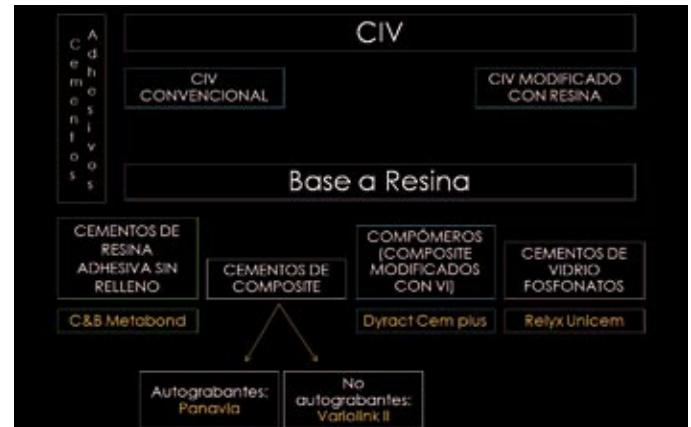 Cementos
Adhesivos
CIV
CIV
CONVENCIONAL
CIV MODIFICADO
CON RESINA
Base a Resina
CEMENTOS DE
RESINA
ADHESIVA SIN
RELLENO
C&B Metabond
CEMENTOS DE
COMPOSITE
Autograbantes:
Panavia
No
autograbantes:
Variolink II
COMPÓMEROS
(COMPOSITE
MODIFICADOS
CON VI)
Dyract Cem plus
CEMENTOS DE
VIDRIO
FOSFONATOS
Relyx Unicem